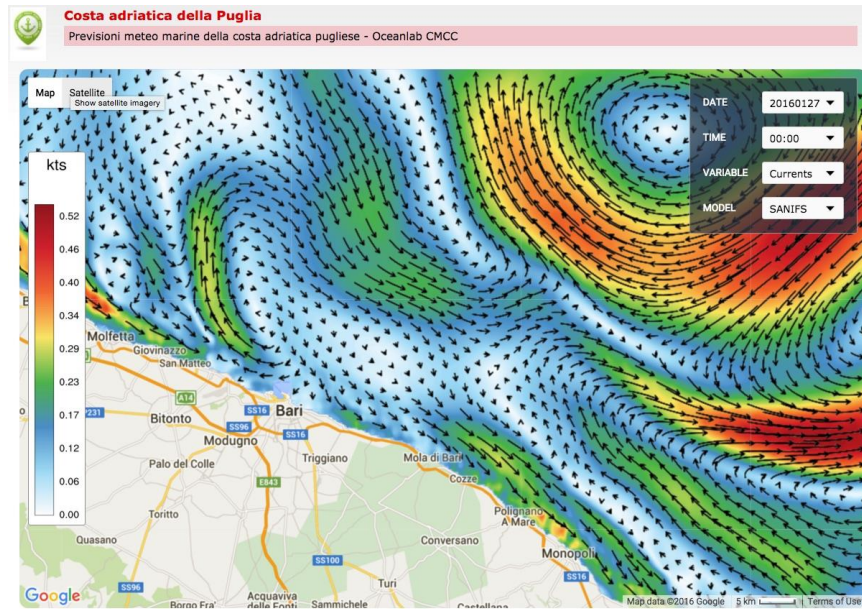 Costa adriatica della Puglia
Previsioni meteo marine della costa adriatica pugliese - Oceanlab CMCC
Map Satellite
Show satellite imagery
DATE 20160127
TIME 00:00
VARIABLE Currents
MODEL SANIFS
kts
0.52
0.46
0.40
0.34
0.29
0.23
0.17
0.12
0.06
0.00
Molfetta
Giovinazzo
San Matteo
A14
SS16
Bari
Bitonto
SS96
SS16
Modugno
Triggiano
Mola di Bari
Palo del Colle
E843
Cozze
Toritto
Polignano
A Mare
Quasano
Conversano
Monopoli
SS100
SS16
Turi
SS96
Acquaviva
delle Fonti
Sammichele
Castellana
Borgo Fra'
Google
Map data ©2016 Google 5 km Terms of Use